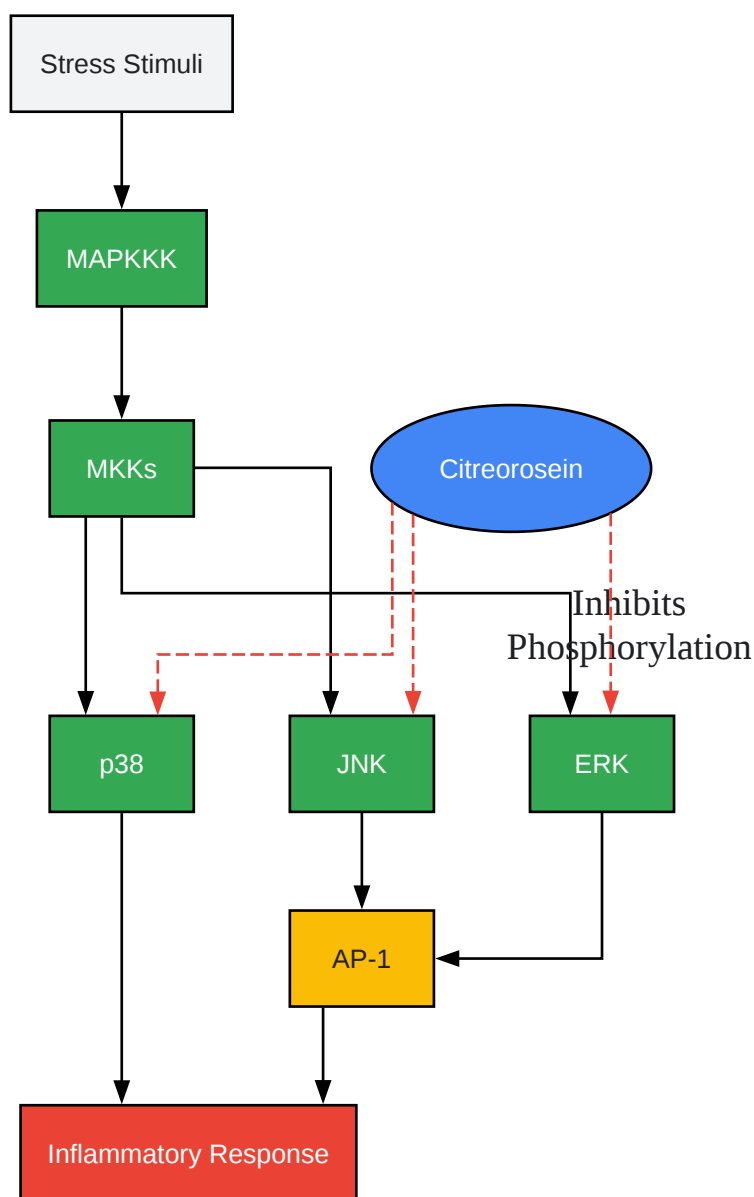 Stress Stimuli
MAPKKK
MKKs
Citreorosein
Inhibits
Phosphorylation
p38
JNK
ERK
AP-1
Inflammatory Response